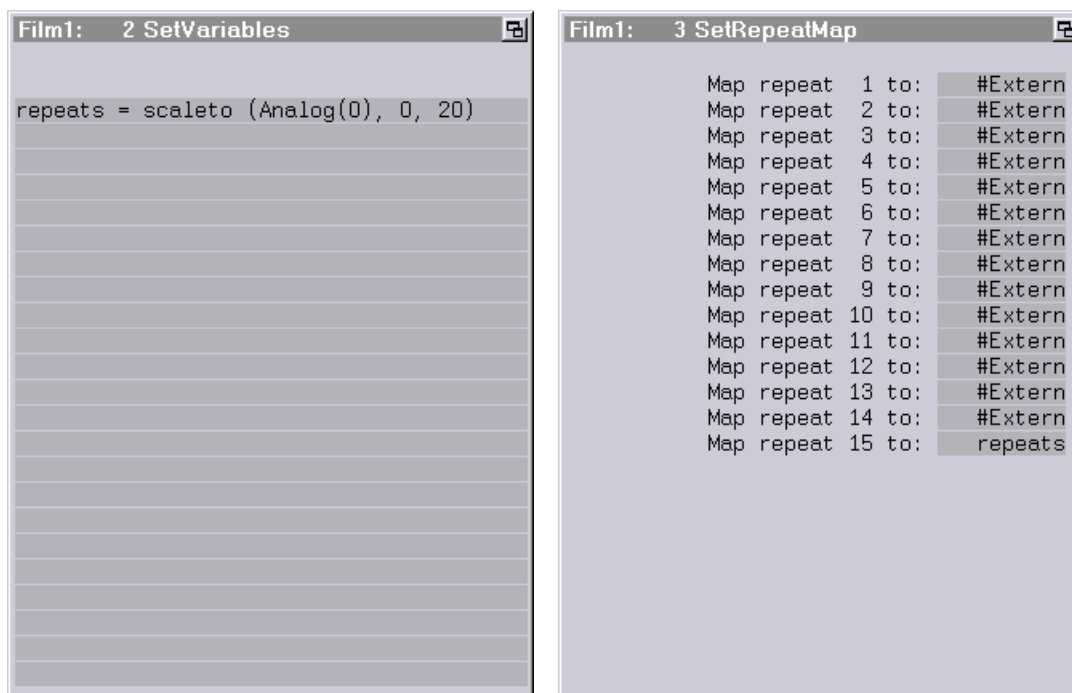 Film1: 2 SetVariables
repeats = scaleto (Analog(0), 0, 20)
Film1: 3 SetRepeatMap
Map repeat 1 to: #Extern
Map repeat 2 to: #Extern
Map repeat 3 to: #Extern
Map repeat 4 to: #Extern
Map repeat 5 to: #Extern
Map repeat 6 to: #Extern
Map repeat 7 to: #Extern
Map repeat 8 to: #Extern
Map repeat 9 to: #Extern
Map repeat 10 to: #Extern
Map repeat 11 to: #Extern
Map repeat 12 to: #Extern
Map repeat 13 to: #Extern
Map repeat 14 to: #Extern
Map repeat 15 to: repeats